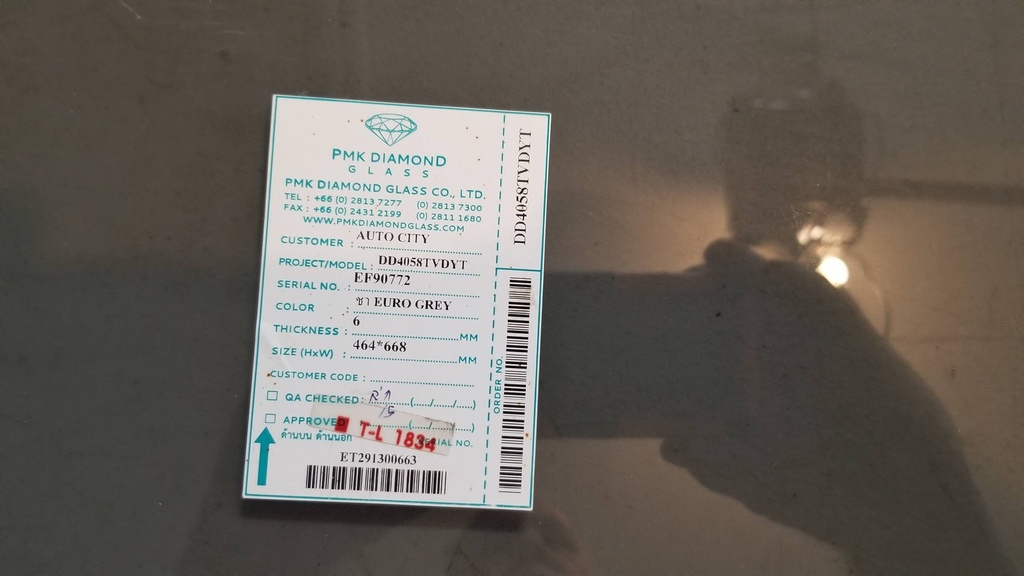 PMK DIAMOND
GLASS
PMK DIAMOND GLASS CO., LTD.
TEL : +66 (0) 2813 7277 (0) 2813 7300
FAX : +66 (0) 2431 2199 (0) 2811 1680
WWW.PMKDIAMONDGLASS.COM
CUSTOMER : AUTO CITY
PROJECT/MODEL : DD4058TVDYT
SERIAL NO. : EF90772
COLOR : ชา EURO GREY
THICKNESS : 6 MM
SIZE (HxW) : 464*668 MM
CUSTOMER CODE :
QA CHECKED: (....../....../......)
APPROVED (....../....../......)
T-L 1834
ด้านบน ด้านนอก SERIAL NO.
ET291300663
DD4058TVDYT
ORDER NO.